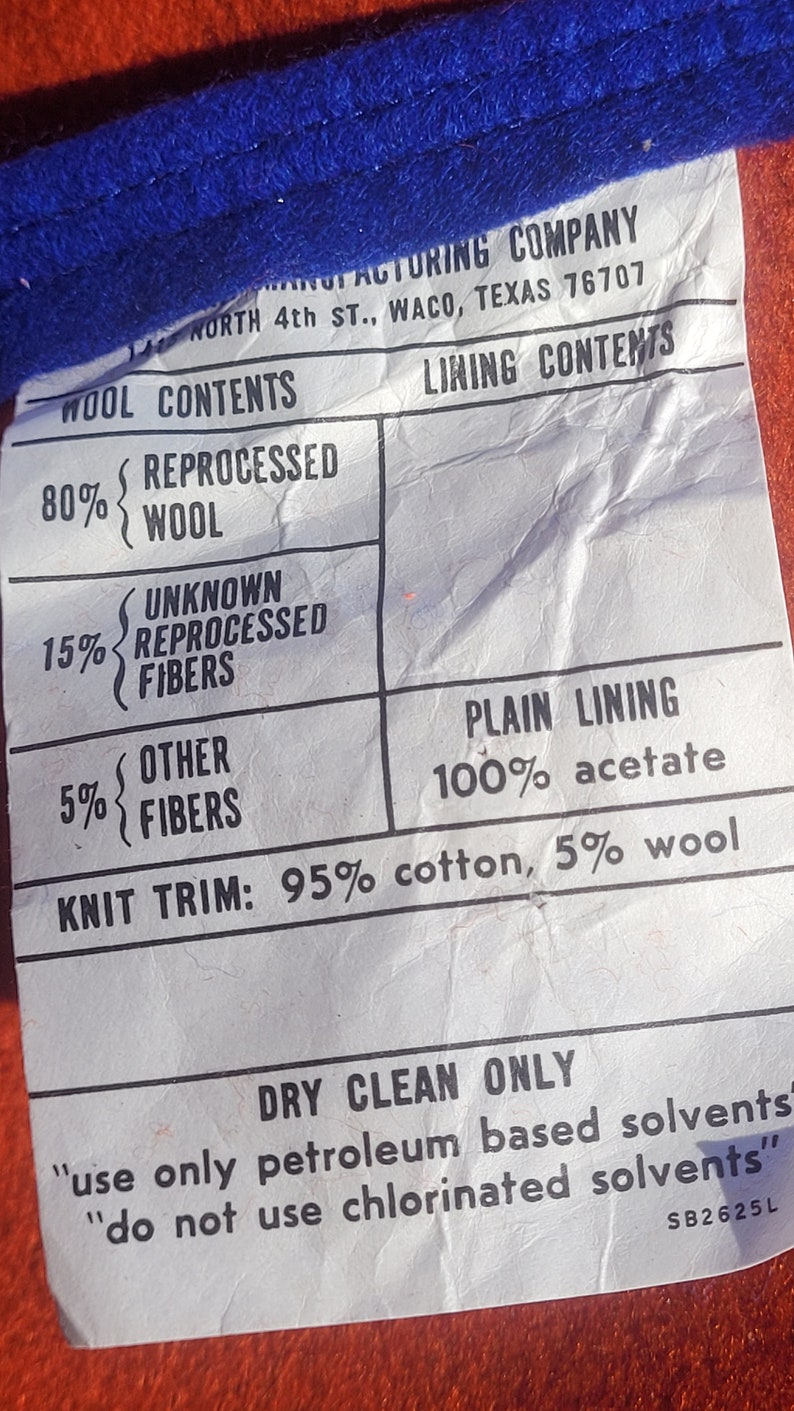 MANUFACTURING COMPANY
NORTH 4th ST., WACO, TEXAS 76707
WOOL CONTENTS
LINING CONTENTS
80% { REPROCESSED
WOOL
15% { UNKNOWN
REPROCESSED
FIBERS
5% { OTHER
FIBERS
PLAIN LINING
100% acetate
KNIT TRIM: 95% cotton, 5% wool
DRY CLEAN ONLY
"use only petroleum based solvents"
"do not use chlorinated solvents"
SB2625L